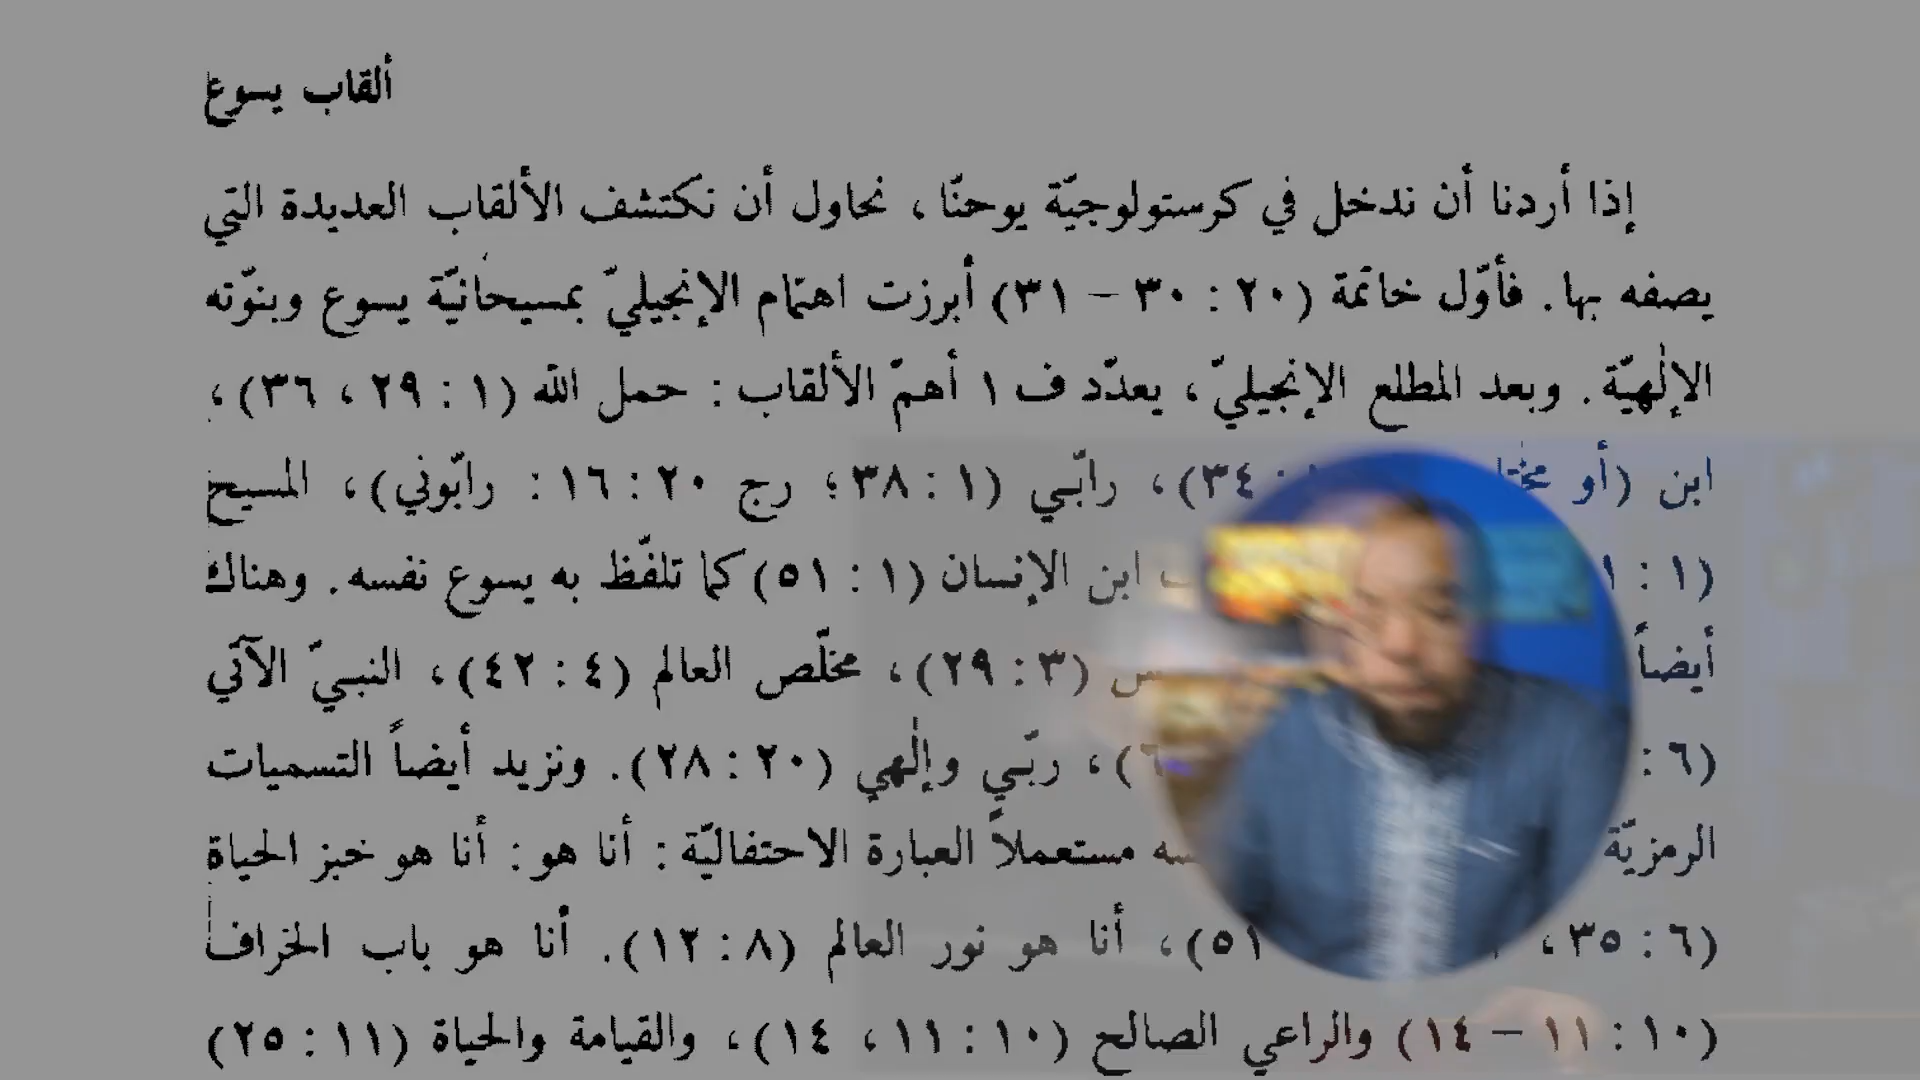 ألقاب يسوع
إذا أردنا أن ندخل في كرستولوجيّة يوحنّا، نحاول أن نكتشف الألقاب العديدة التي
يصفه بها. فأوّل خاتمة (٢٠ : ٣٠ – ٣١) أبرزت اهتمام الإنجيليّ بمسيحانيّة يسوع وبنوّته
الإلٰهيّة. وبعد المطلع الإنجيليّ، يعدّد ف ١ أهمّ الألقاب : حمل الله (١ : ٢٩ ، ٣٦)،
ابن (أو : ٣٤)، رابّي (١ : ٣٨؛ رج ٢٠ : ١٦: رابّوني)، المسيح
(١ : ابن الإنسان (١ : ٥١) كما تلفّظ به يسوع نفسه. وهناك
أيضاً (٣ : ٢٩)، مخلّص العالم (٤ : ٤٢)، النبيّ الآتي
(٦ : )، ربّي وإلٰهي (٢٠ : ٢٨). ونزيد أيضاً التسميات
الرمزيّة مستعملاً العبارة الاحتفاليّة : أنا هو: أنا هو خبز الحياة
(٦ : ٣٥، ٥١)، أنا هو نور العالم (٨ : ١٢). أنا هو باب الخراف
(١٠ : ١١ – ١٤) والراعي الصالح (١٠ : ١١، ١٤)، والقيامة والحياة (١١ : ٢٥)